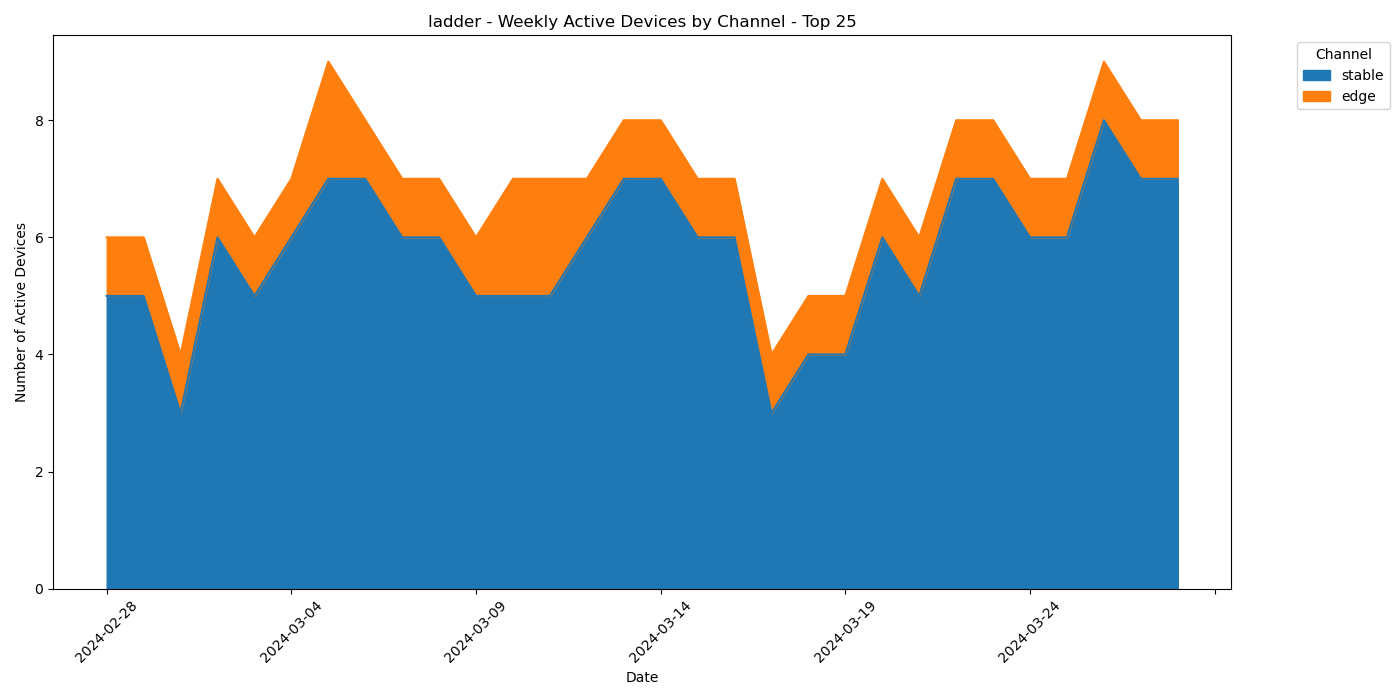 ladder - Weekly Active Devices by Channel - Top 25
Channel
stable
edge
Number of Active Devices
8
6
4
2
0
2024-02-28
2024-03-04
2024-03-09
2024-03-14
2024-03-19
2024-03-24
Date